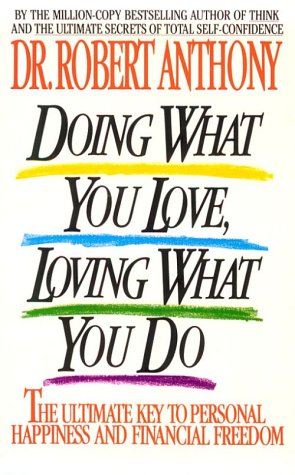 BY THE MILLION-COPY BESTSELLING AUTHOR OF THINK
AND THE ULTIMATE SECRETS OF TOTAL SELF-CONFIDENCE
DR. ROBERT ANTHONY
DOING WHAT
YOU LOVE,
LOVING WHAT
YOU DO
THE ULTIMATE KEY TO PERSONAL
HAPPINESS AND FINANCIAL FREEDOM